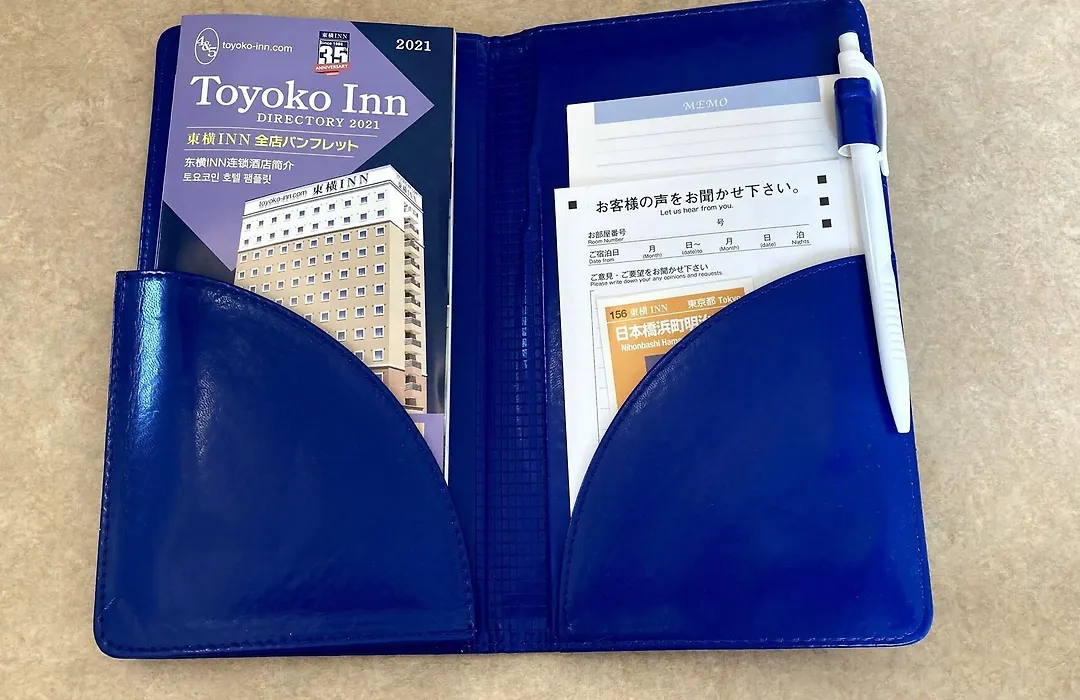 4&5 toyoko-inn.com
東横INN
Since 1986
35
ANNIVERSARY
2021
Toyoko Inn
DIRECTORY 2021
東横INN 全店パンフレット
东横INN连锁酒店简介
토요코인 호텔 팸플릿
toyoko-inn.com 東横INN
MEMO
お客様の声をお聞かせ下さい。
Let us hear from you.
お部屋番号 号
Room Number
ご宿泊日 月 日〜 月 日 泊
Date from (Month) (date)to (Month) (date) Nights
ご意見・ご要望をお聞かせ下さい
Please write down your any opinions and requests.
156 東横 INN 東京都 Tokyo
日本橋浜町明治
Nihonbashi Hama